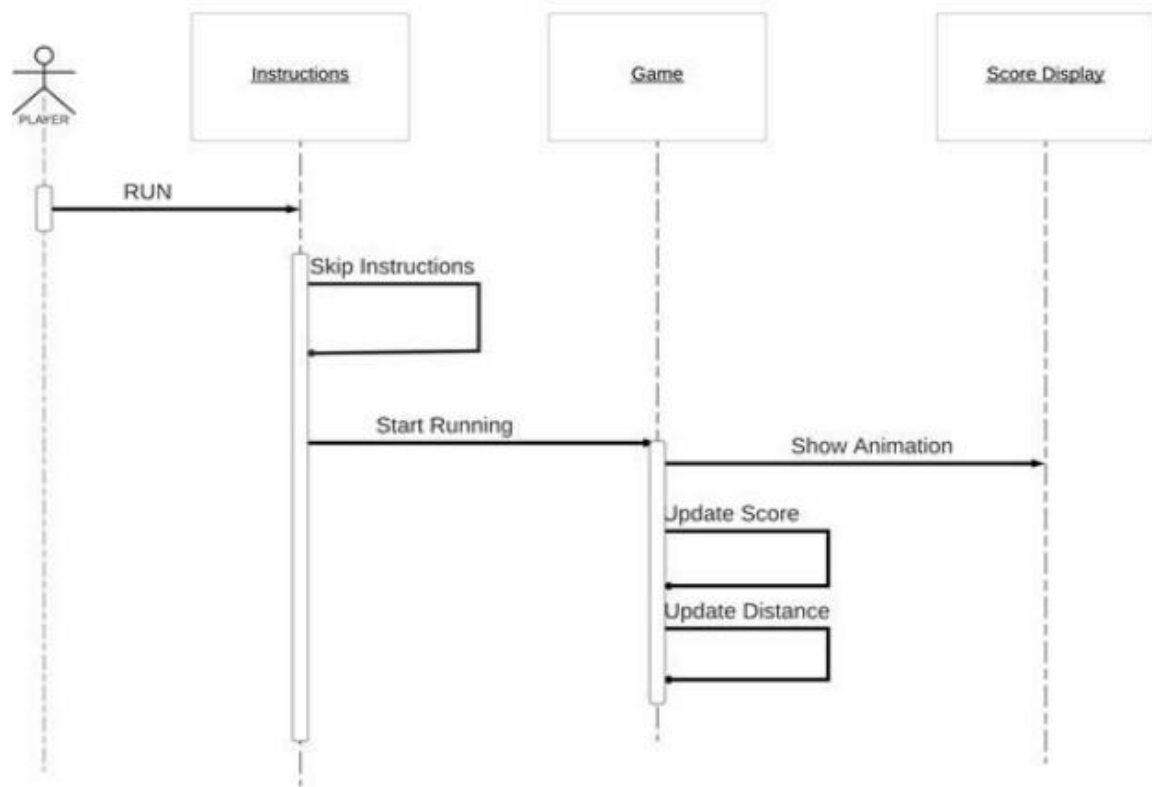 Instructions
Game
Score Display
PLAYER
RUN
Skip Instructions
Start Running
Show Animation
Update Score
Update Distance